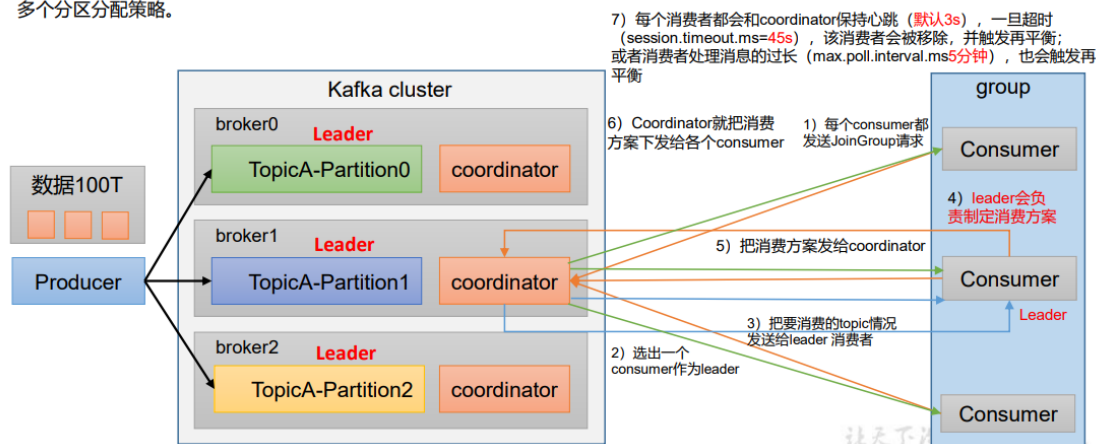 多个分区分配策略。
7）每个消费者都会和coordinator保持心跳（默认3s），一旦超时
（session.timeout.ms=45s），该消费者会被移除，并触发再平衡；
或者消费者处理消息的过长（max.poll.interval.ms5分钟），也会触发再
平衡
Kafka cluster
group
broker0
Leader
TopicA-Partition0
coordinator
6）Coordinator就把消费
方案下发给各个consumer
1）每个consumer都
发送JoinGroup请求
Consumer
数据100T
4）leader会负
责制定消费方案
broker1
Leader
5）把消费方案发给coordinator
Producer
TopicA-Partition1
coordinator
Consumer
Leader
3）把要消费的topic情况
发送给leader 消费者
broker2
Leader
2）选出一个
consumer作为leader
TopicA-Partition2
coordinator
Consumer
让天下